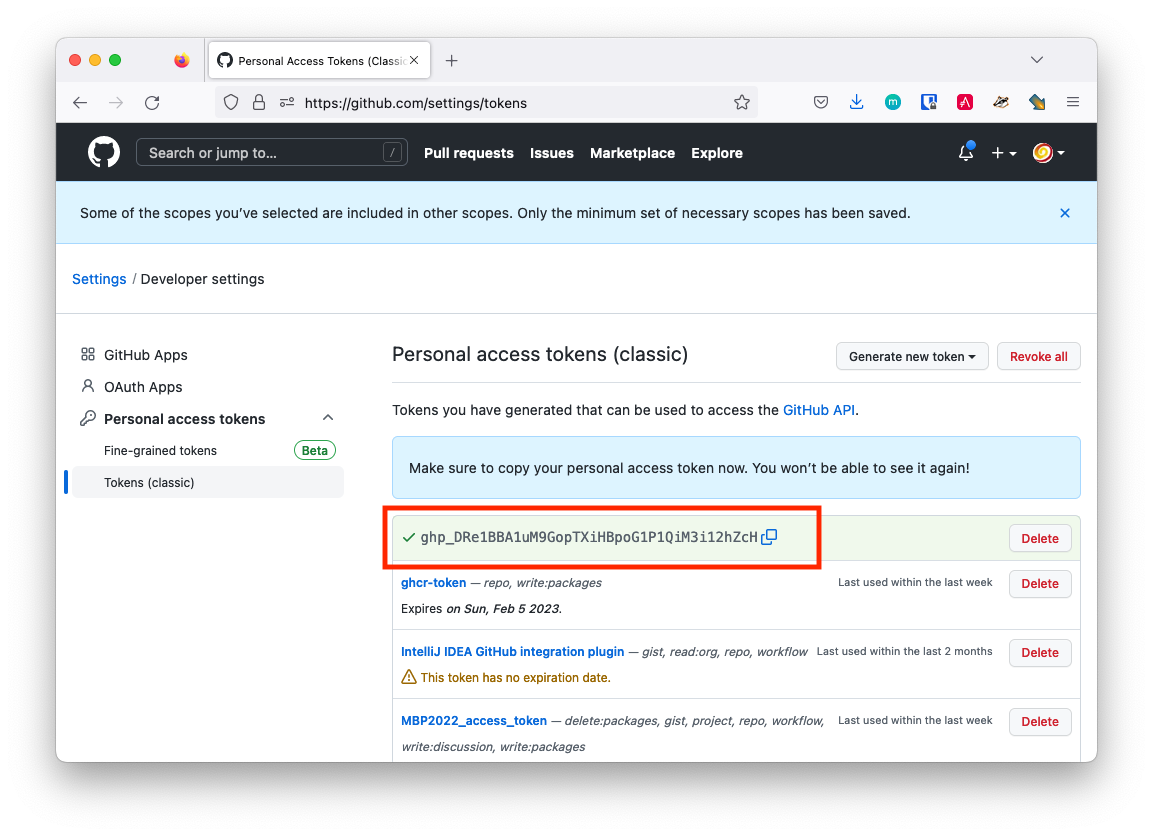 Personal Access Tokens (Classic
https://github.com/settings/tokens
Search or jump to... /
Pull requests Issues Marketplace Explore
Some of the scopes you’ve selected are included in other scopes. Only the minimum set of necessary scopes has been saved.
Settings / Developer settings
GitHub Apps
OAuth Apps
Personal access tokens
Fine-grained tokens Beta
Tokens (classic)
Personal access tokens (classic)
Generate new token
Revoke all
Tokens you have generated that can be used to access the GitHub API.
Make sure to copy your personal access token now. You won’t be able to see it again!
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
Delete
ghcr-token — repo, write:packages
Last used within the last week
Delete
Expires on Sun, Feb 5 2023.
IntelliJ IDEA GitHub integration plugin — gist, read:org, repo, workflow
Last used within the last 2 months
Delete
This token has no expiration date.
MBP2022_access_token — delete:packages, gist, project, repo, workflow,
Last used within the last week
Delete
write:discussion, write:packages